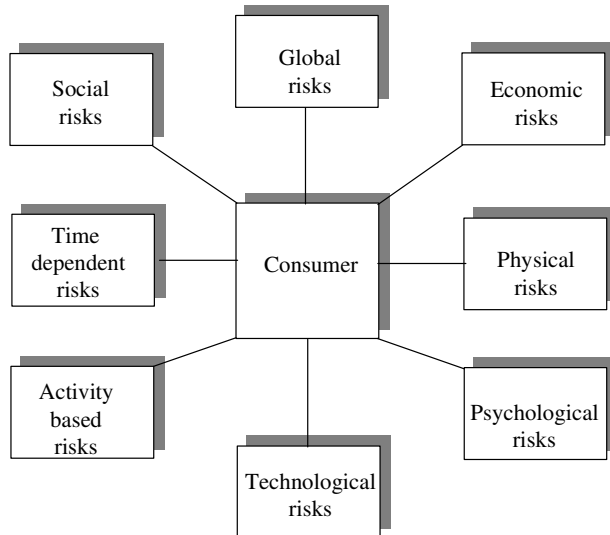 Global
risks
Social
risks
Economic
risks
Time
dependent
risks
Consumer
Physical
risks
Activity
based
risks
Technological
risks
Psychological
risks